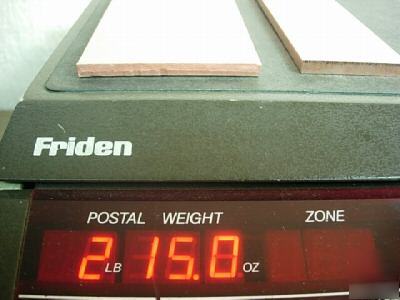 Friden
POSTAL WEIGHT ZONE
2 LB 15.0 OZ